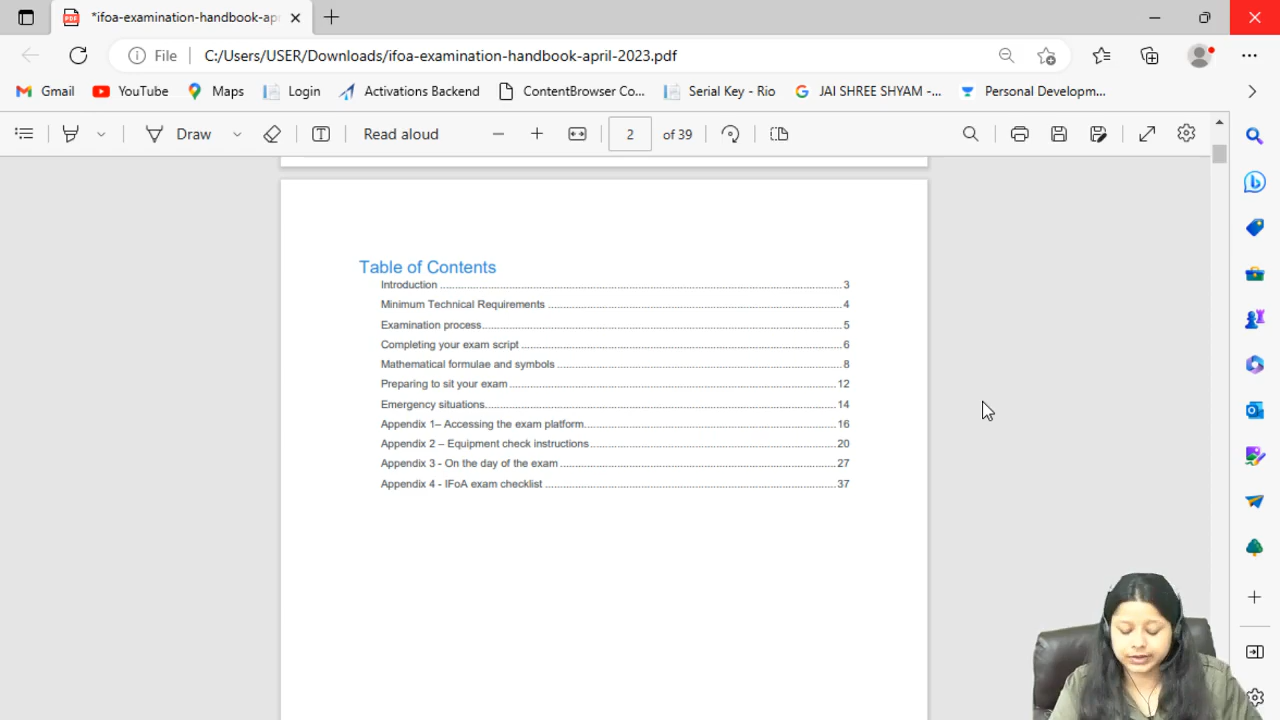 *ifoa-examination-handbook-ap
File
C:/Users/USER/Downloads/ifoa-examination-handbook-april-2023.pdf
Gmail
YouTube
Maps
Login
Activations Backend
ContentBrowser Co...
Serial Key - Rio
JAI SHREE SHYAM -...
Personal Developm...
Draw
Read aloud
2
of 39
Table of Contents
Introduction ........ 3
Minimum Technical Requirements ........ 4
Examination process........ 5
Completing your exam script ........ 6
Mathematical formulae and symbols ........ 8
Preparing to sit your exam ........ 12
Emergency situations........ 14
Appendix 1– Accessing the exam platform........ 16
Appendix 2 – Equipment check instructions........ 20
Appendix 3 - On the day of the exam ........ 27
Appendix 4 - IFoA exam checklist ........ 37